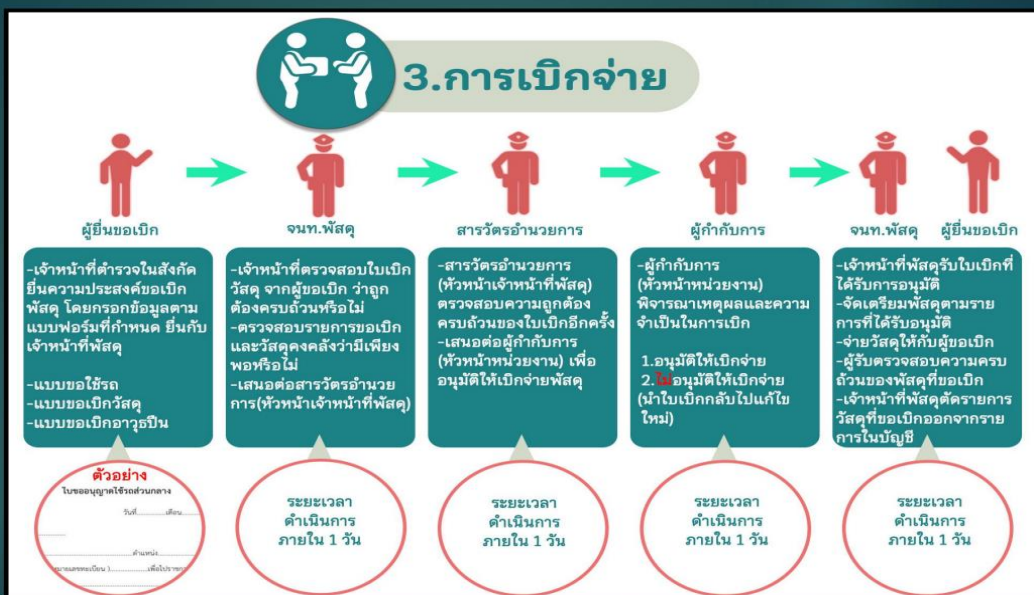 3.การเบิกจ่าย
ผู้ยื่นขอเบิก
-เจ้าหน้าที่ตำรวจในสังกัด
ยื่นความประสงค์ขอเบิก
พัสดุ โดยกรอกข้อมูลตาม
แบบฟอร์มที่กำหนด ยื่นกับ
เจ้าหน้าที่พัสดุ
-แบบขอใช้รถ
-แบบขอเบิกวัสดุ
-แบบขอเบิกอาวุธปืน
ตัวอย่าง
ใบขออนุญาตใช้รถส่วนกลาง
วันที่...............เดือน.....
ตำแหน่ง
จนท.พัสดุ
-เจ้าหน้าที่ตรวจสอบใบเบิก
วัสดุ จากผู้ขอเบิก ว่าถูก
ต้องครบถ้วนหรือไม่
-ตรวจสอบรายการขอเบิก
และวัสดุคงคลังว่ามีเพียง
พอหรือไม่
-เสนอต่อสารวัตรอำนวย
การ(หัวหน้าเจ้าหน้าที่พัสดุ)
ระยะเวลา
ดำเนินการ
ภายใน 1 วัน
สารวัตรอำนวยการ
-สารวัตรอำนวยการ
(หัวหน้าเจ้าหน้าที่พัสดุ)
ตรวจสอบความถูกต้อง
ครบถ้วนของใบเบิกอีกครั้ง
-เสนอต่อผู้กำกับการ
(หัวหน้าหน่วยงาน) เพื่อ
อนุมัติให้เบิกจ่ายพัสดุ
ระยะเวลา
ดำเนินการ
ภายใน 1 วัน
ผู้กำกับการ
-ผู้กำกับการ
(หัวหน้าหน่วยงาน)
พิจารณาเหตุผลและความ
จำเป็นในการเบิก
1.อนุมัติให้เบิกจ่าย
2.ไม่อนุมัติให้เบิกจ่าย
(นำใบเบิกกลับไปแก้ไข
ใหม่)
ระยะเวลา
ดำเนินการ
ภายใน 1 วัน
จนท.พัสดุ ผู้ยื่นขอเบิก
-เจ้าหน้าที่พัสดุรับใบเบิกที่
ได้รับการอนุมัติ
-จัดเตรียมพัสดุตามราย
การที่ได้รับอนุมัติ
-จ่ายวัสดุให้กับผู้ขอเบิก
-ผู้รับตรวจสอบความครบ
ถ้วนของพัสดุที่ขอเบิก
-เจ้าหน้าที่พัสดุตัดรายการ
วัสดุที่ขอเบิกออกจากราย
การในบัญชี
ระยะเวลา
ดำเนินการ
ภายใน 1 วัน